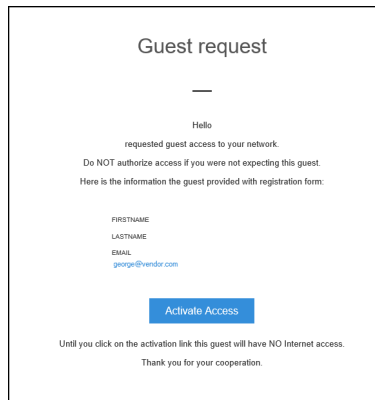 Guest request
Hello
requested guest access to your network.
Do NOT authorize access if you were not expecting this guest.
Here is the information the guest provided with registration form:
FIRSTNAME
LASTNAME
EMAIL
george@vendor.com
Activate Access
Until you click on the activation link this guest will have NO Internet access.
Thank you for your cooperation.